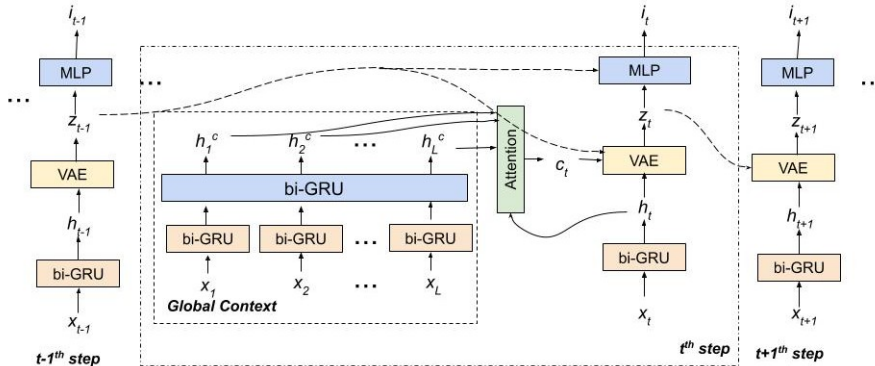 i_{t-1} i_t i_{t+1}
MLP ... MLP MLP
... z_{t-1} z_t z_{t+1} ...
h_1^c h_2^c ... h_L^c Attention c_t VAE
VAE VAE
bi-GRU
h_{t-1} h_t h_{t+1}
bi-GRU bi-GRU ... bi-GRU
bi-GRU bi-GRU bi-GRU
x_1 x_2 ... x_L
Global Context
x_{t-1} x_t x_{t+1}
t-1^{th} step t^{th} step t+1^{th} step